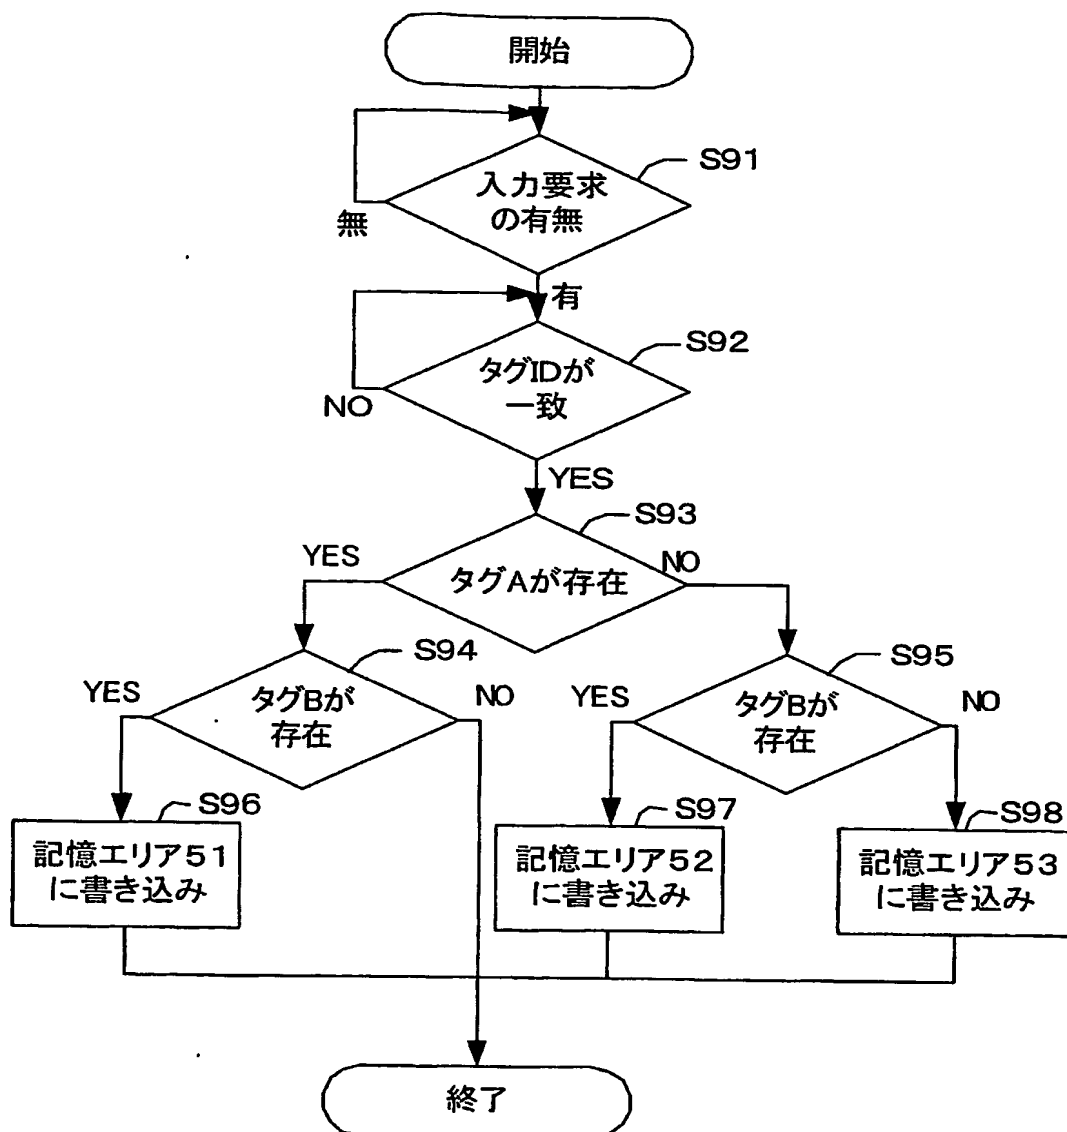 開始
S91
入力要求
の有無
無
有
S92
タグIDが
一致
NO
YES
S93
YES
タグAが存在
NO
S94
S95
YES
タグBが
存在
NO
YES
タグBが
存在
NO
S96
S97
S98
記憶エリア51
に書き込み
記憶エリア52
に書き込み
記憶エリア53
に書き込み
終了